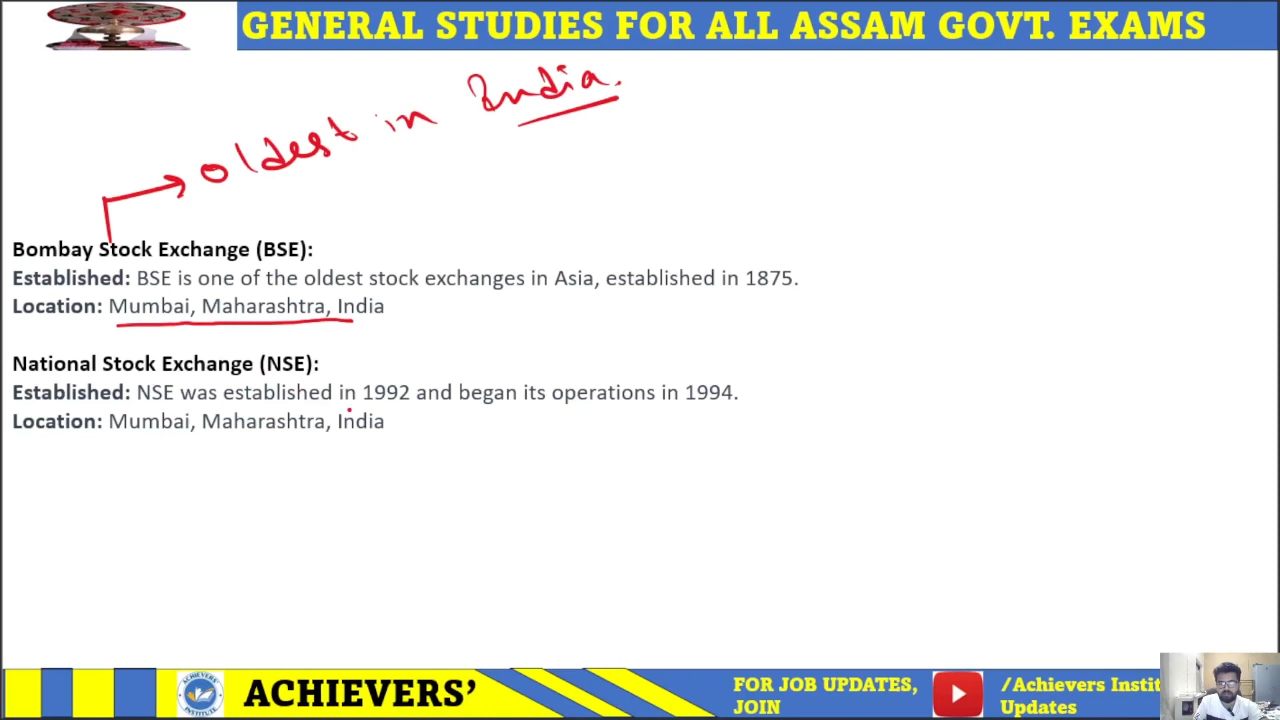 GENERAL STUDIES FOR ALL ASSAM GOVT. EXAMS
Oldest in India.
Bombay Stock Exchange (BSE):
Established: BSE is one of the oldest stock exchanges in Asia, established in 1875.
Location: Mumbai, Maharashtra, India
National Stock Exchange (NSE):
Established: NSE was established in 1992 and began its operations in 1994.
Location: Mumbai, Maharashtra, India
ACHIEVERS'
INSTITUTE
ACHIEVERS’
FOR JOB UPDATES,
JOIN
/Achievers Instit
Updates